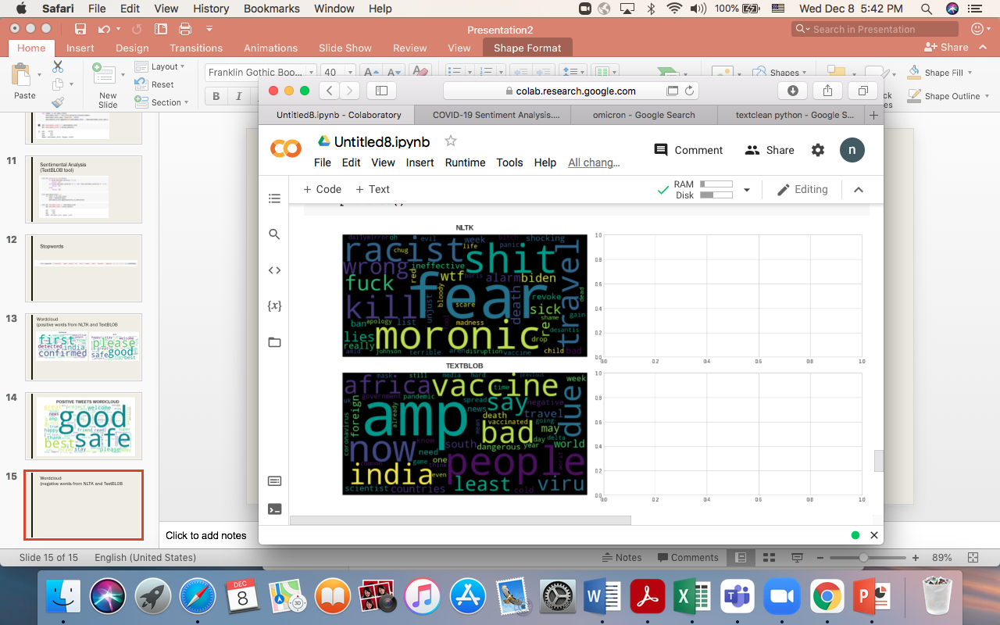 Safari File Edit View History Bookmarks Window Help 100% Wed Dec 8 5:42 PM
Presentation2
Search in Presentation
Home Insert Design Transitions Animations Slide Show Review View Shape Format Share
Paste
New
Slide
Layout
Reset
Section
Franklin Gothic Boo... 40
B I
Shapes
Shape Fill
Shape Outline
colab.research.google.com
Untitled8.ipynb - Colaboratory COVID-19 Sentiment Analysis.... omicron - Google Search textclean python - Google S...
Untitled8.ipynb
Comment Share n
File Edit View Insert Runtime Tools Help All chang...
+ Code + Text
RAM
Disk
Editing
11
Sentimental Analysis
(TextBLOB tool)
12
Stopwords
13
Wordcloud
(positive words from NLTK and TextBLOB
first
detected india
confirmed
please
safe good
best
14
POSITIVE TWEETS WORDCLOUD
good
safe
best
stay please
15
Wordcloud
(negative words from NLTK and TextBLOB
NLTK
dailymirror oh evil week shocking
racist chug life panic
shit
wrong ineffective red
travel
fuck wtf boris alarm biden
fear
kill unjust bloody scare death revoke
sick dead
ban apology list madness shame gain
moronic re desantis
lies
really drop
amid johnson terrible aren disruption vaccine child bad
1.0
0.8
0.6
0.4
0.2
0.0
0.0 0.2 0.4 0.6 0.8 1.0
TEXTBLOB
mask still media hard previous week
africa vaccine
government pandemic time
uk foreign already spread say negative due
coronavirus amp news death travel
vaccinated going may
bad mean
now know south dangerous year day delta world
need
common game think one people worst
india even least viru
scientist countries cold
1.0
0.8
0.6
0.4
0.2
0.0
0.0 0.2 0.4 0.6 0.8 1.0
Click to add notes
Slide 15 of 15 English (United States) Notes Comments 89%
DEC
8